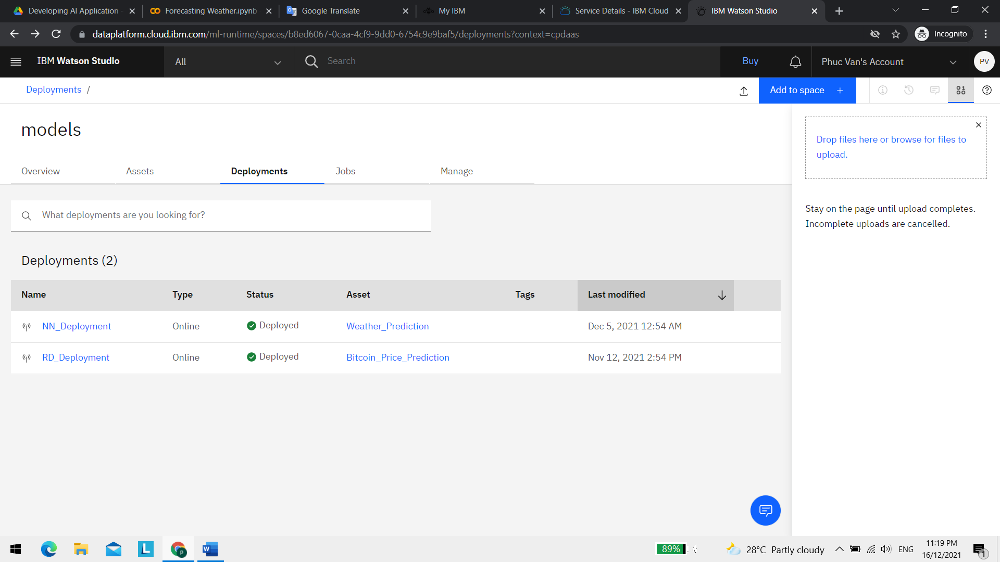 Developing AI Application -
Forecasting Weather.ipynb
Google Translate
My IBM
Service Details - IBM Cloud
IBM Watson Studio
dataplatform.cloud.ibm.com/ml-runtime/spaces/b8ed6067-0caa-4cf9-9dd0-6754c9e9baf5/deployments?context=cpdaas
Incognito
IBM Watson Studio
All
Search
Buy
Phuc Van's Account
PV
Deployments /
Add to space +
models
Overview
Assets
Deployments
Jobs
Manage
Drop files here or browse for files to
upload.
Stay on the page until upload completes.
Incomplete uploads are cancelled.
What deployments are you looking for?
Deployments (2)
Name Type Status Asset Tags Last modified
NN_Deployment Online Deployed Weather_Prediction Dec 5, 2021 12:54 AM
RD_Deployment Online Deployed Bitcoin_Price_Prediction Nov 12, 2021 2:54 PM
L
p
W
89%
28°C Partly cloudy
ENG
11:19 PM
16/12/2021
1